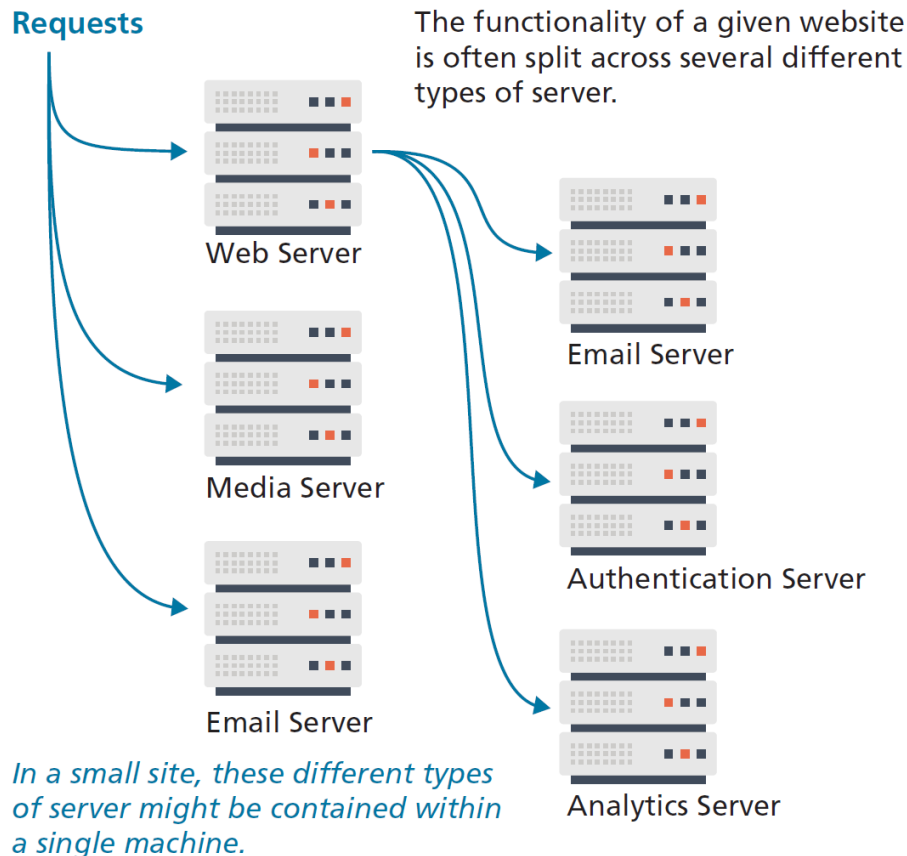 Requests
The functionality of a given website
is often split across several different
types of server.
Web Server
Email Server
Media Server
Authentication Server
Email Server
Analytics Server
In a small site, these different types
of server might be contained within
a single machine.